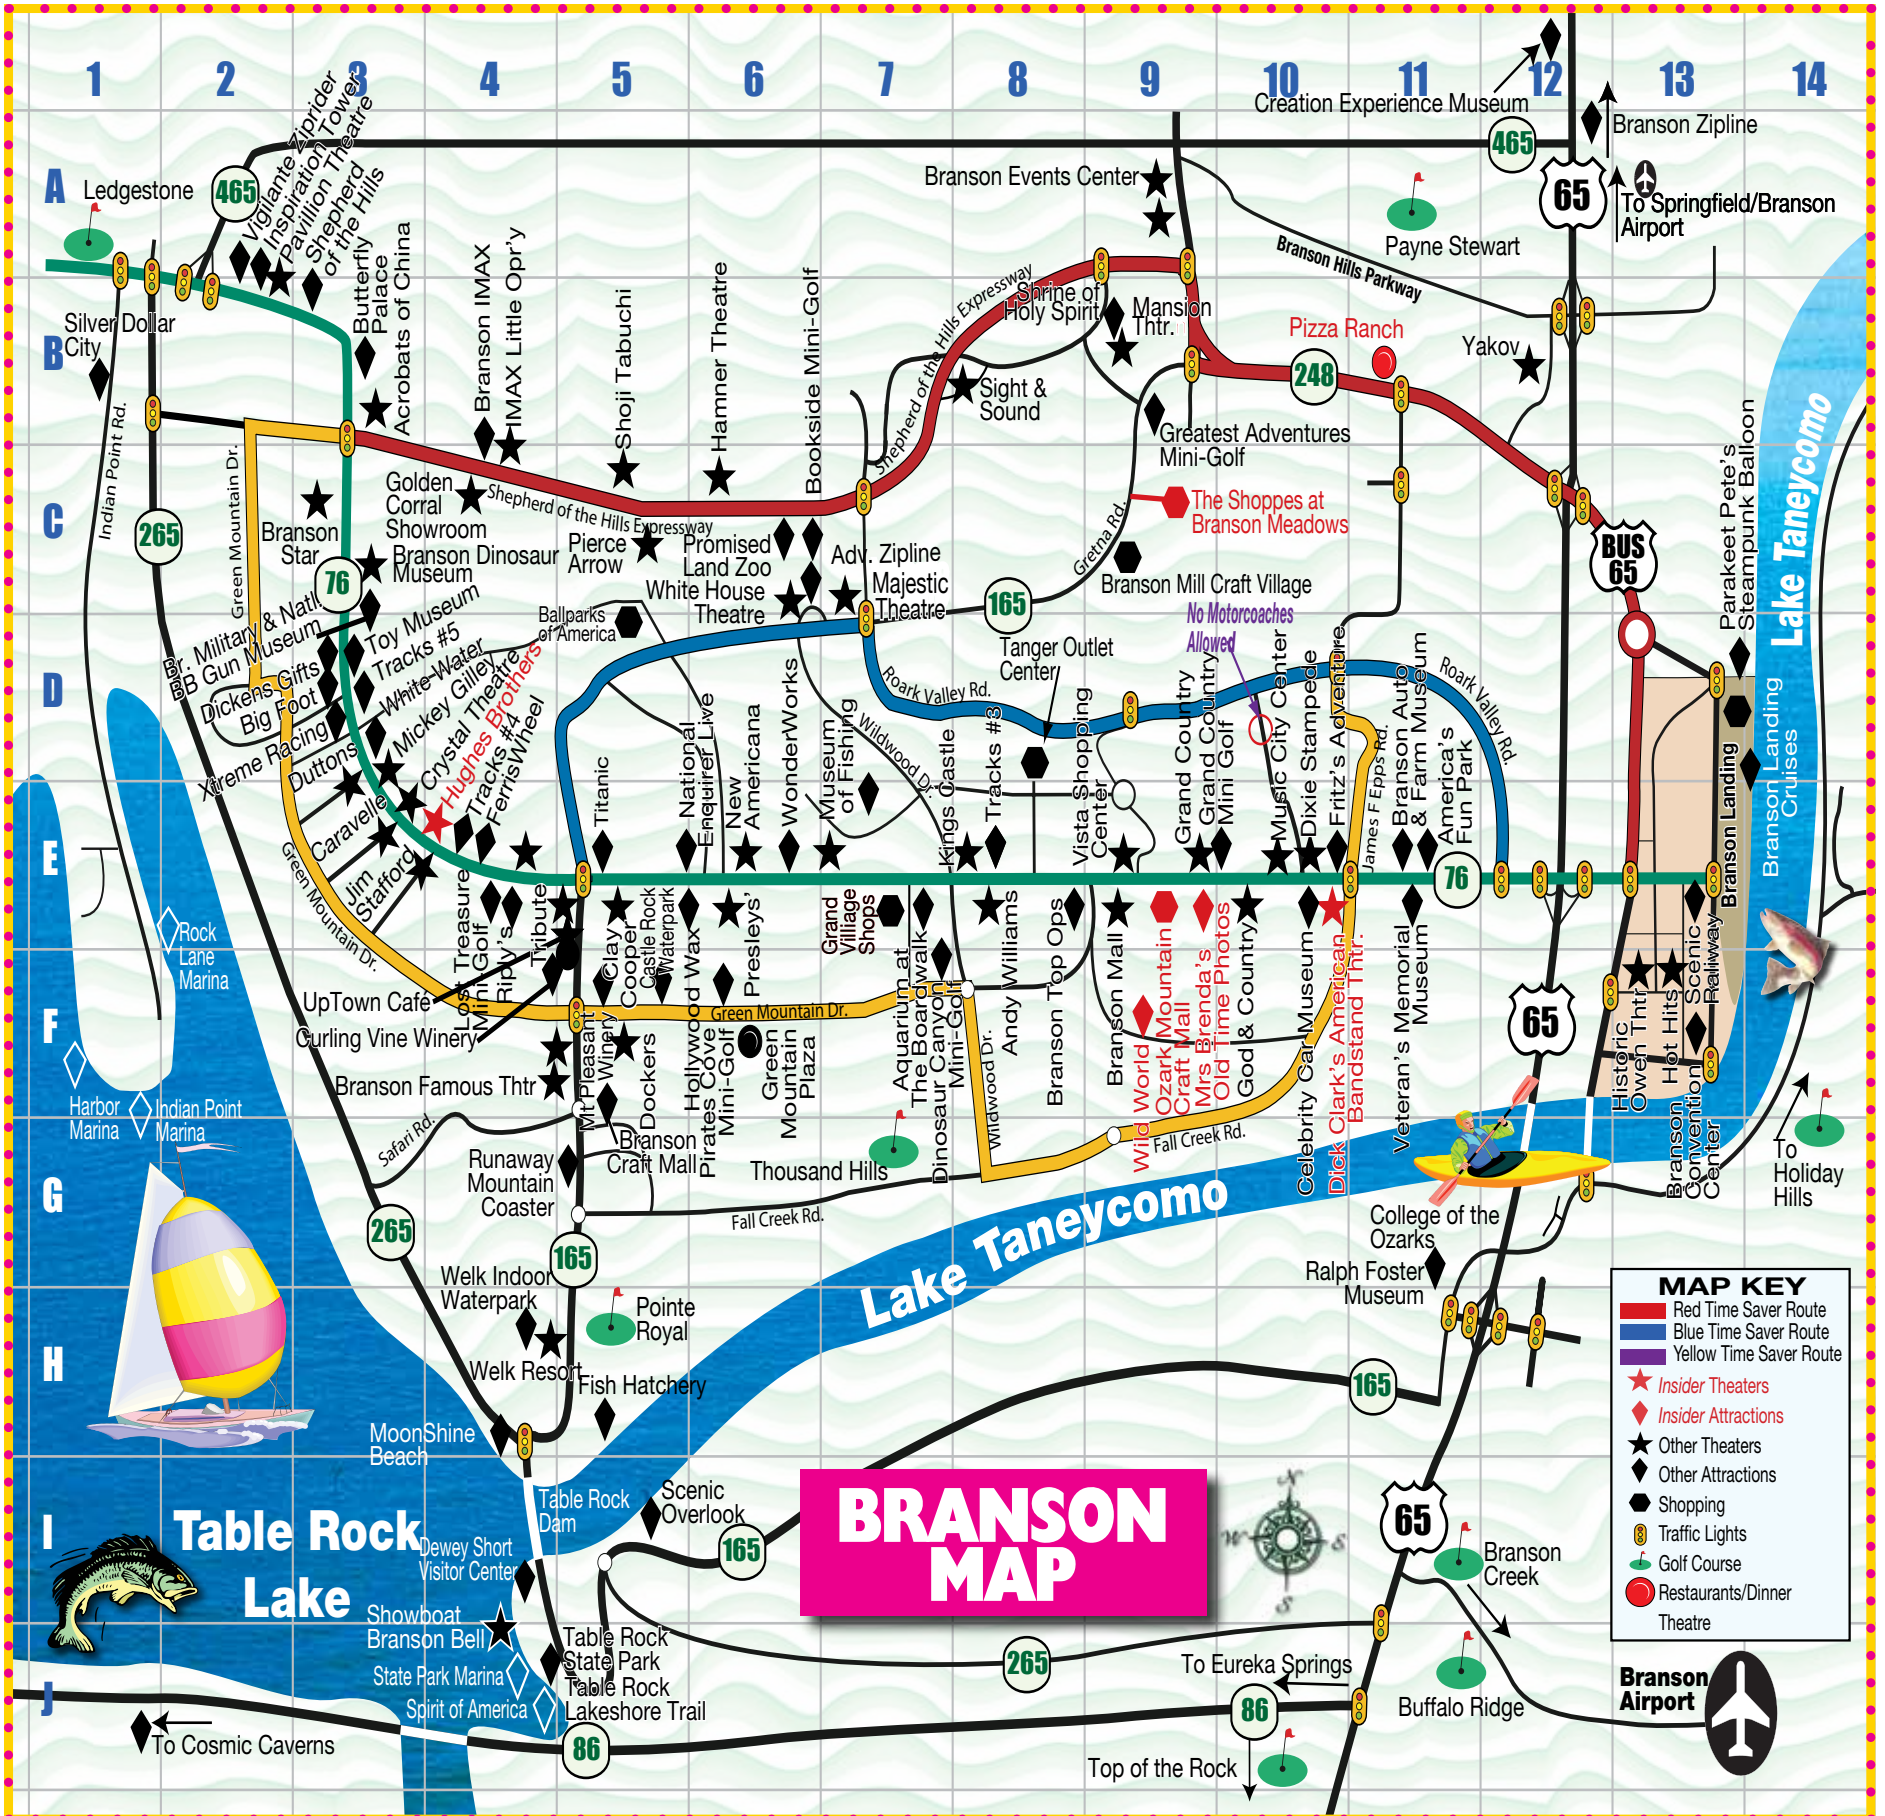 1 2 3 4 5 6 7 8 9 10 11 12 13 14
A
B
C
D
E
F
G
H
I
J
Ledgestone
465
Vigilante Ziprider
Inspiration Tower
Pavillion Theatre
Shepherd
of the Hills
Butterfly
Palace
Acrobats of China
Branson IMAX
IMAX Little Opr'y
Shoji Tabuchi
Hamner Theatre
Bookside Mini-Golf
Branson Events Center
Creation Experience Museum
465
Branson Zipline
65
To Springfield/Branson
Airport
Payne Stewart
Branson Hills Parkway
Silver Dollar
City
Indian Point Rd.
Shepherd of the Hills Expressway
Shrine of
Holy Spirit
Mansion
Thtr.
Pizza Ranch
248
Yakov
Sight &
Sound
Greatest Adventures
Mini-Golf
Green Mountain Dr.
265
Branson
Star
Golden
Corral
Showroom
Shepherd of the Hills Expressway
Branson Dinosaur
Museum
Pierce
Arrow
Promised
Land Zoo
White House
Theatre
Adv. Zipline
Majestic
Theatre
The Shoppes at
Branson Meadows
Gretna Rd.
Branson Mill Craft Village
No Motorcoaches
Allowed
BUS
65
Parakeet Pete's
Steampunk Balloon
Lake Taneycomo
76
165
Br. Military & Natl.
BB Gun Museum
Dickens Gifts
Big Foot
Xtreme Racing
Duttons
Caravelle
Jim
Stafford
Toy Museum
Tracks #5
White Water
Mickey Gilley
Crystal Theatre
Hughes Brothers
Tracks #4
FerrisWheel
Ballparks
of America
Tanger Outlet
Center
Roark Valley Rd.
Roark Valley Rd.
Wildwood Dr.
Titanic
National
Enquirer Live
New
Americana
WonderWorks
Museum
of Fishing
Kings Castle
Tracks #3
Vista Shopping
Center
Grand Country
Grand Country
Mini Golf
Music City Center
Dixie Stampede
Fritz's Adventure
James F Epps Rd.
Branson Auto
& Farm Museum
America's
Fun Park
76
Branson Landing
Branson Landing
Cruises
Green Mountain Dr.
Rock
Lane
Marina
Lost Treasure
Mini Golf
Riply's
Tribute
Clay
Cooper
Castle Rock
Waterpark
Hollywood Wax
Presleys'
Grand
Village
Shops
Aquarium at
The Boardwalk
Dinosaur Canyon
Mini-Golf
Andy Williams
Branson Top Ops
Branson Mall
Wild World
Ozark Mountain
Craft Mall
Mrs Brenda's
Old Time Photos
God & Country
Celebrity Car Museum
Dick Clark's American
Bandstand Thtr.
Veteran's Memorial
Museum
65
Historic
Owen Thtr
Hot Hits
Scenic
Railway
Branson
Convention
Center
UpTown Café
Curling Vine Winery
Green Mountain Dr.
Branson Famous Thtr
Mt Pleasant
Winery
Dockers
Pirates Cove
Mini-Golf
Green
Mountain
Plaza
Wildwood Dr.
Harbor
Marina
Indian Point
Marina
Safari Rd.
Branson
Craft Mall
Runaway
Mountain
Coaster
Thousand Hills
Fall Creek Rd.
Fall Creek Rd.
Lake Taneycomo
To
Holiday
Hills
265
165
College of the
Ozarks
Ralph Foster
Museum
Welk Indoor
Waterpark
Pointe
Royal
Welk Resort
Fish Hatchery
165
MoonShine
Beach
MAP KEY
Red Time Saver Route
Blue Time Saver Route
Yellow Time Saver Route
Insider Theaters
Insider Attractions
Other Theaters
Other Attractions
Shopping
Traffic Lights
Golf Course
Restaurants/Dinner
Theatre
Table Rock
Lake
Table Rock
Dam
Scenic
Overlook
165
BRANSON
MAP
N
W
S
S
65
Branson
Creek
Dewey Short
Visitor Center
Showboat
Branson Bell
State Park Marina
Spirit of America
Table Rock
State Park
Table Rock
Lakeshore Trail
265
To Eureka Springs
86
Buffalo Ridge
Branson
Airport
To Cosmic Caverns
86
Top of the Rock